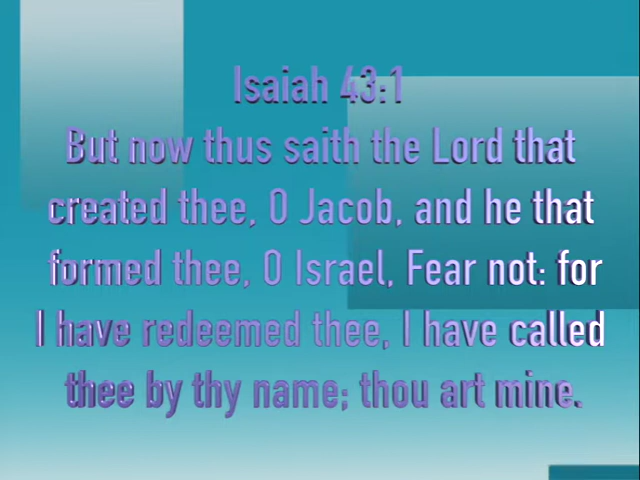 Isaiah 43:1
But now thus saith the Lord that
created thee, O Jacob, and he that
formed thee, O Israel, Fear not: for
I have redeemed thee, I have called
thee by thy name; thou art mine.